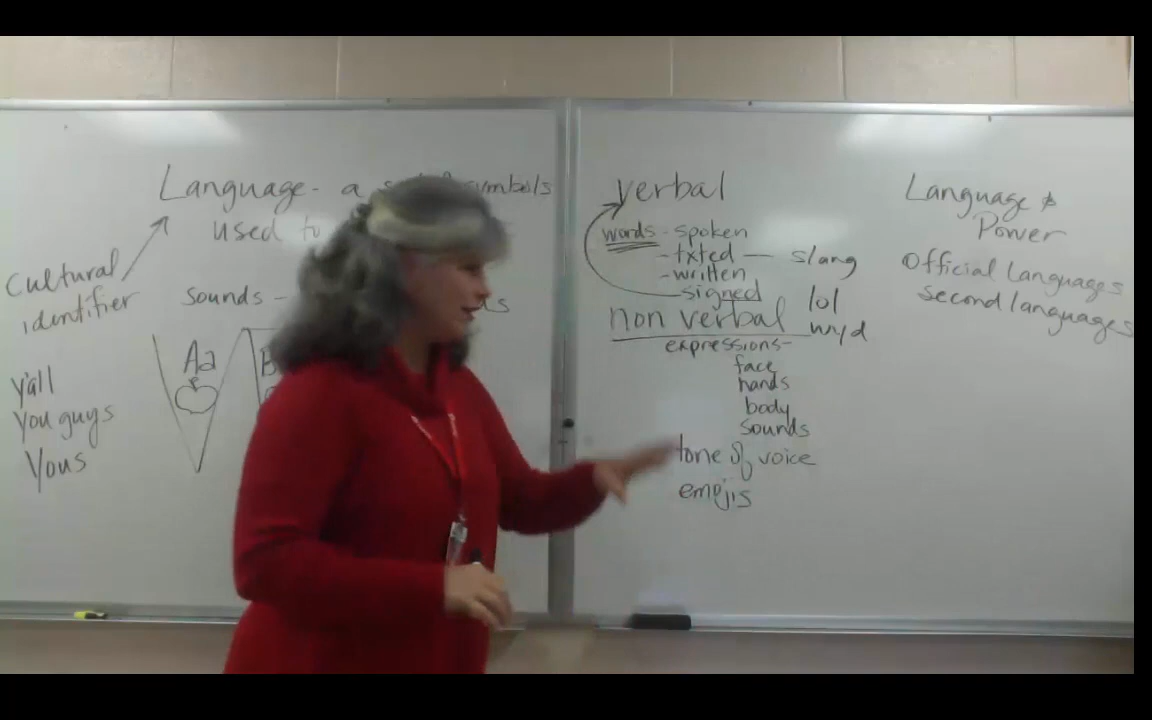 Language - a symbols
used to
Cultural
identifier
sounds -
Aa
B
y'all
You guys
Yous
verbal
words - spoken
- txted — slang
- written
signed lol
non verbal wyd
expressions -
face
hands
body
sounds
tone of voice
emojis
Language &
Power
Official Languages
Second languages